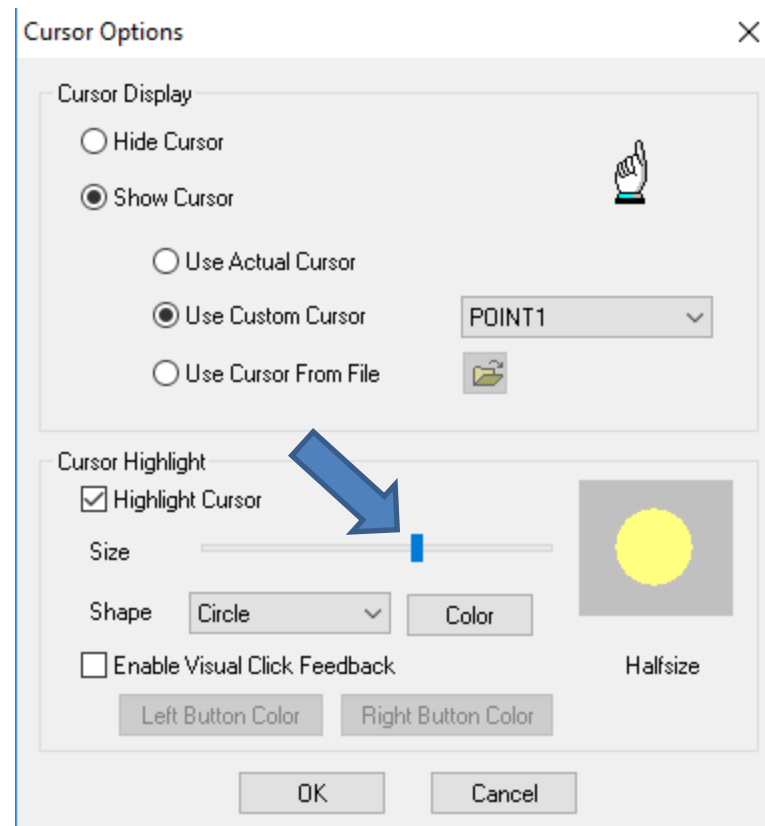 Cursor Options
Cursor Display
Hide Cursor
Show Cursor
Use Actual Cursor
Use Custom Cursor POINT1
Use Cursor From File
Cursor Highlight
Highlight Cursor
Size
Shape Circle Color
Enable Visual Click Feedback Halfsize
Left Button Color Right Button Color
OK Cancel